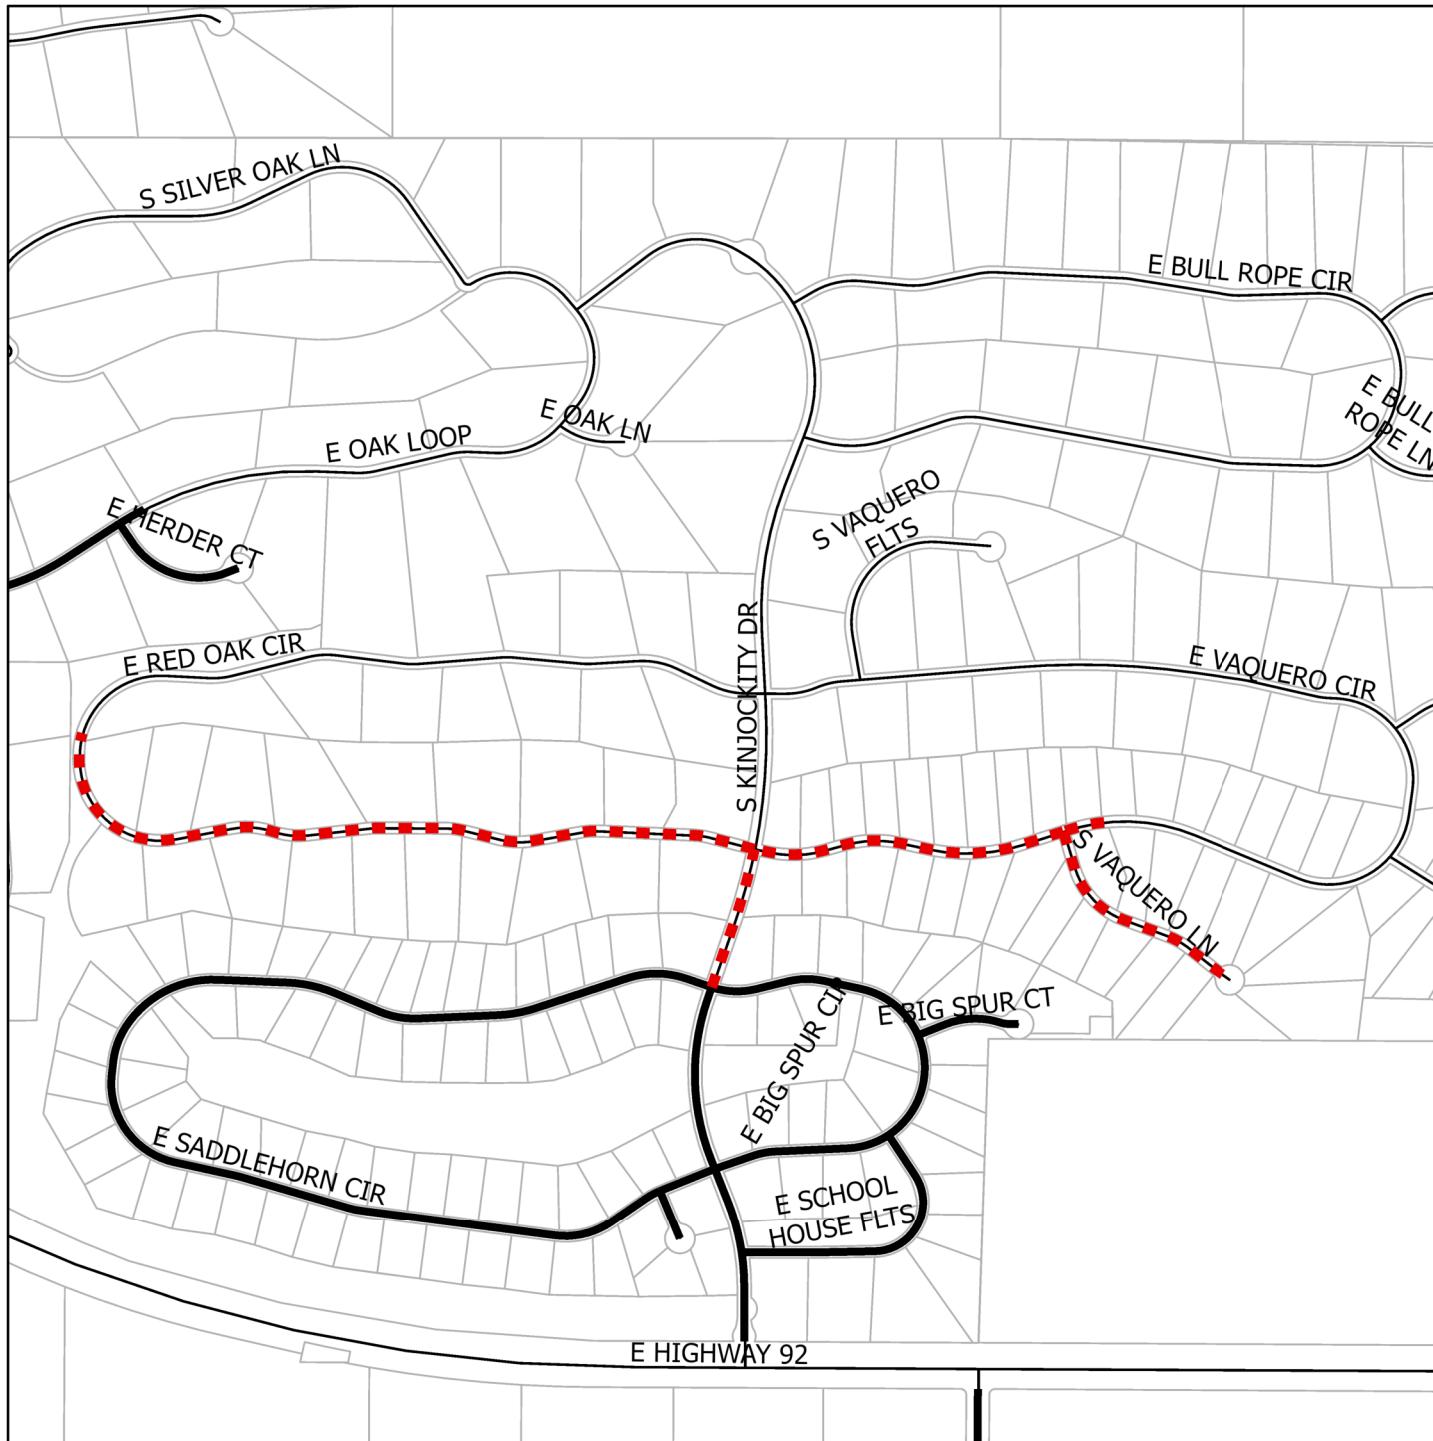 S SILVER OAK LN
E BULL ROPE CIR
E BULL
ROPE LN
E OAK LN
E OAK LOOP
S VAQUERO
FLTS
E HERDER CT
E RED OAK CIR
S KINJOCKITY DR
E VAQUERO CIR
S VAQUERO LN
E BIG SPUR CIR
E BIG SPUR CT
E SADDLEHORN CIR
E SCHOOL
HOUSE FLTS
E HIGHWAY 92